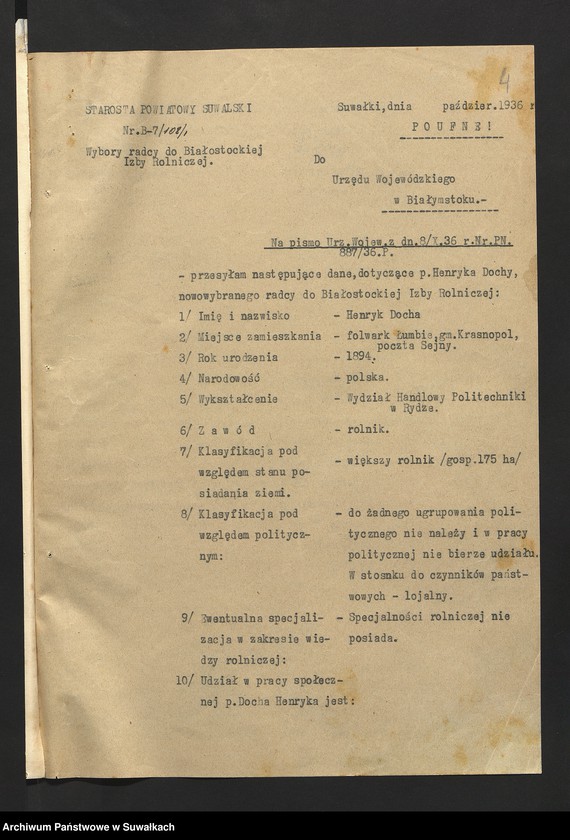 4
STAROSTA POWIATOWY SUWALSKI
Suwałki,dnia paździer.1936 r
Nr.B-7/108/1
P O U F N E !
Wybory radcy do Białostockiej
Izby Rolniczej.
Do
Urzędu Wojewódzkiego
w Białymstoku.-
Na pismo Urz.Wojew.z dn.8/X.36 r.Nr.PN.
887/36.P.
- przesyłam następujące dane,dotyczące p.Henryka Dochy,
nowowybranego radcy do Białostockiej Izby Rolniczej:
1/ Imię i nazwisko - Henryk Docha
2/ Miejsce zamieszkania - folwark Łumbie,gm.Krasnopol,
poczta Sejny.
3/ Rok urodzenia - 1894.
4/ Narodowość - polska.
5/ Wykształcenie - Wydział Handlowy Politechniki
w Rydze.
6/ Z a w ó d - rolnik.
7/ Klasyfikacja pod
względem stanu po-
siadania ziemi.
- większy rolnik /gosp.175 ha/
8/ Klasyfikacja pod
względem politycz-
nym:
- do żadnego ugrupowania poli-
tycznego nie należy i w pracy
politycznej nie bierze udziału.
W stosnku do czynników państ-
wowych - lojalny.
9/ Ewentualna specjali-
zacja w zakresie wie-
dzy rolniczej:
- Specjalności rolniczej nie
posiada.
10/ Udział w pracy społecz-
nej p.Docha Henryka jest:
Archiwum Państwowe w Suwałkach